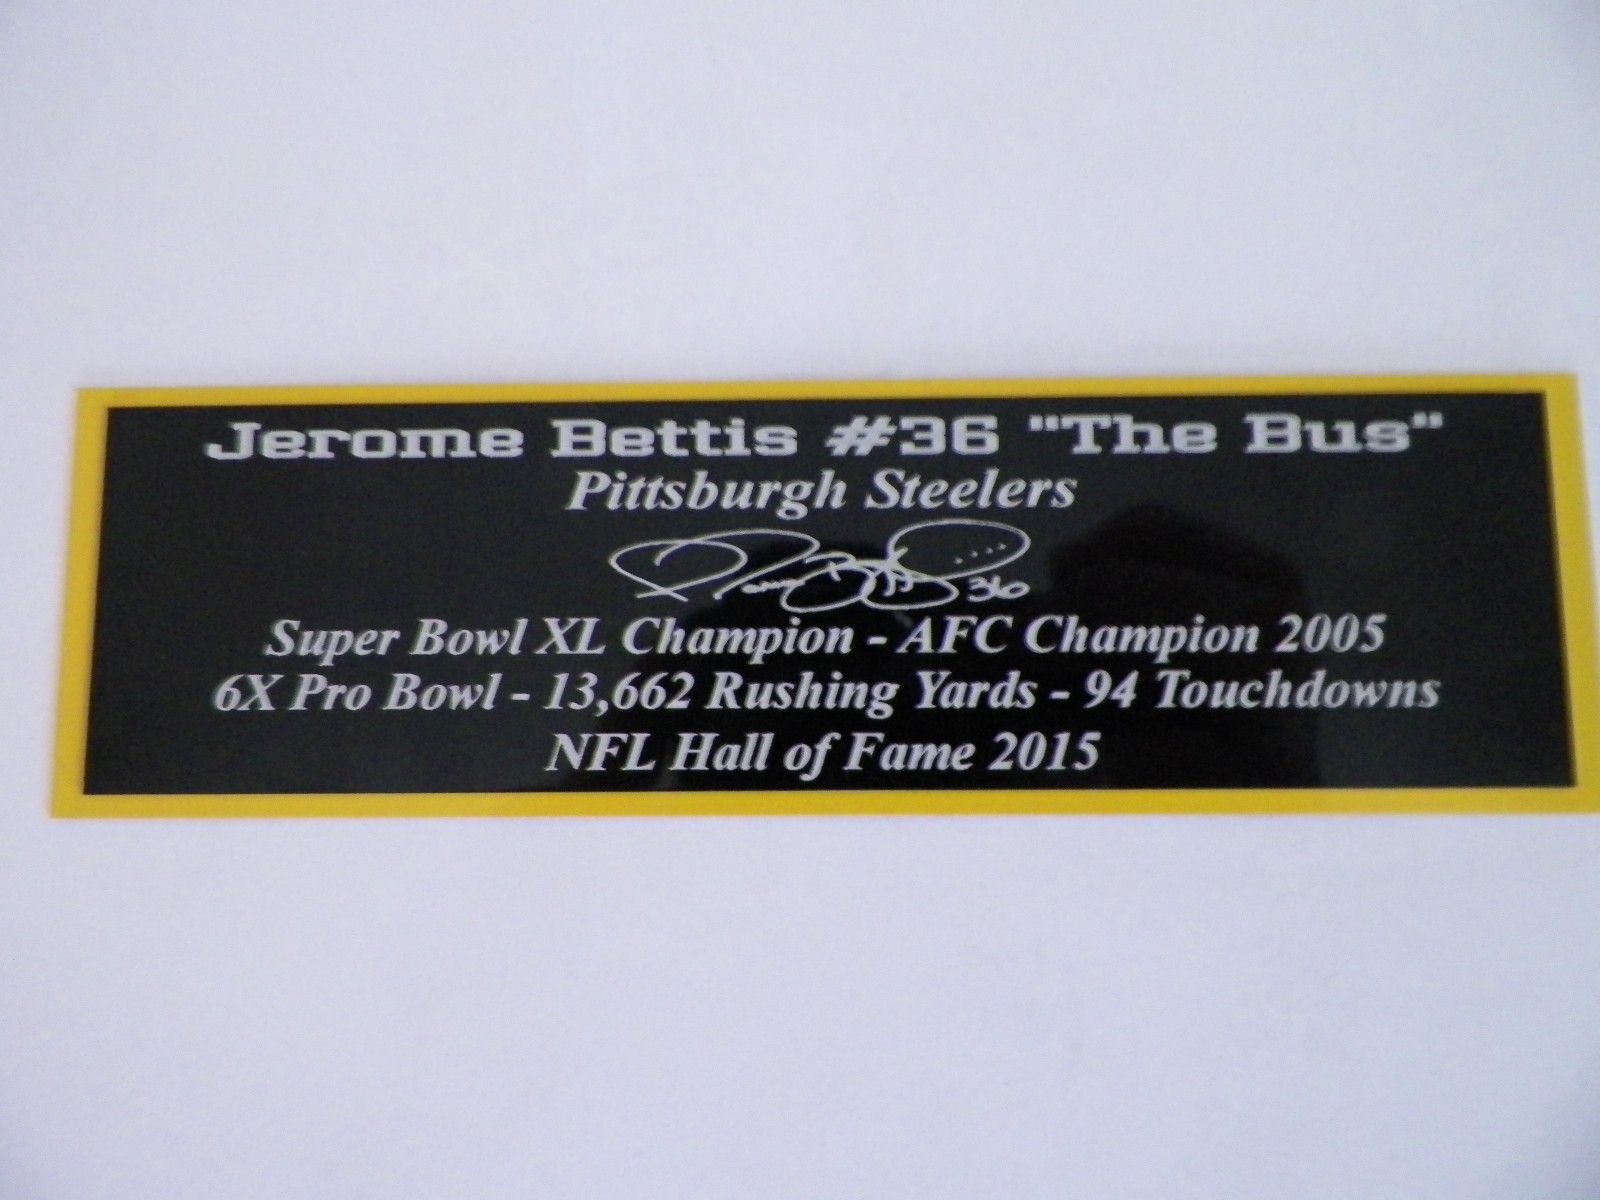 Jerome Bettis #36 "The Bus"
Pittsburgh Steelers
36
Super Bowl XL Champion - AFC Champion 2005
6X Pro Bowl - 13,662 Rushing Yards - 94 Touchdowns
NFL Hall of Fame 2015